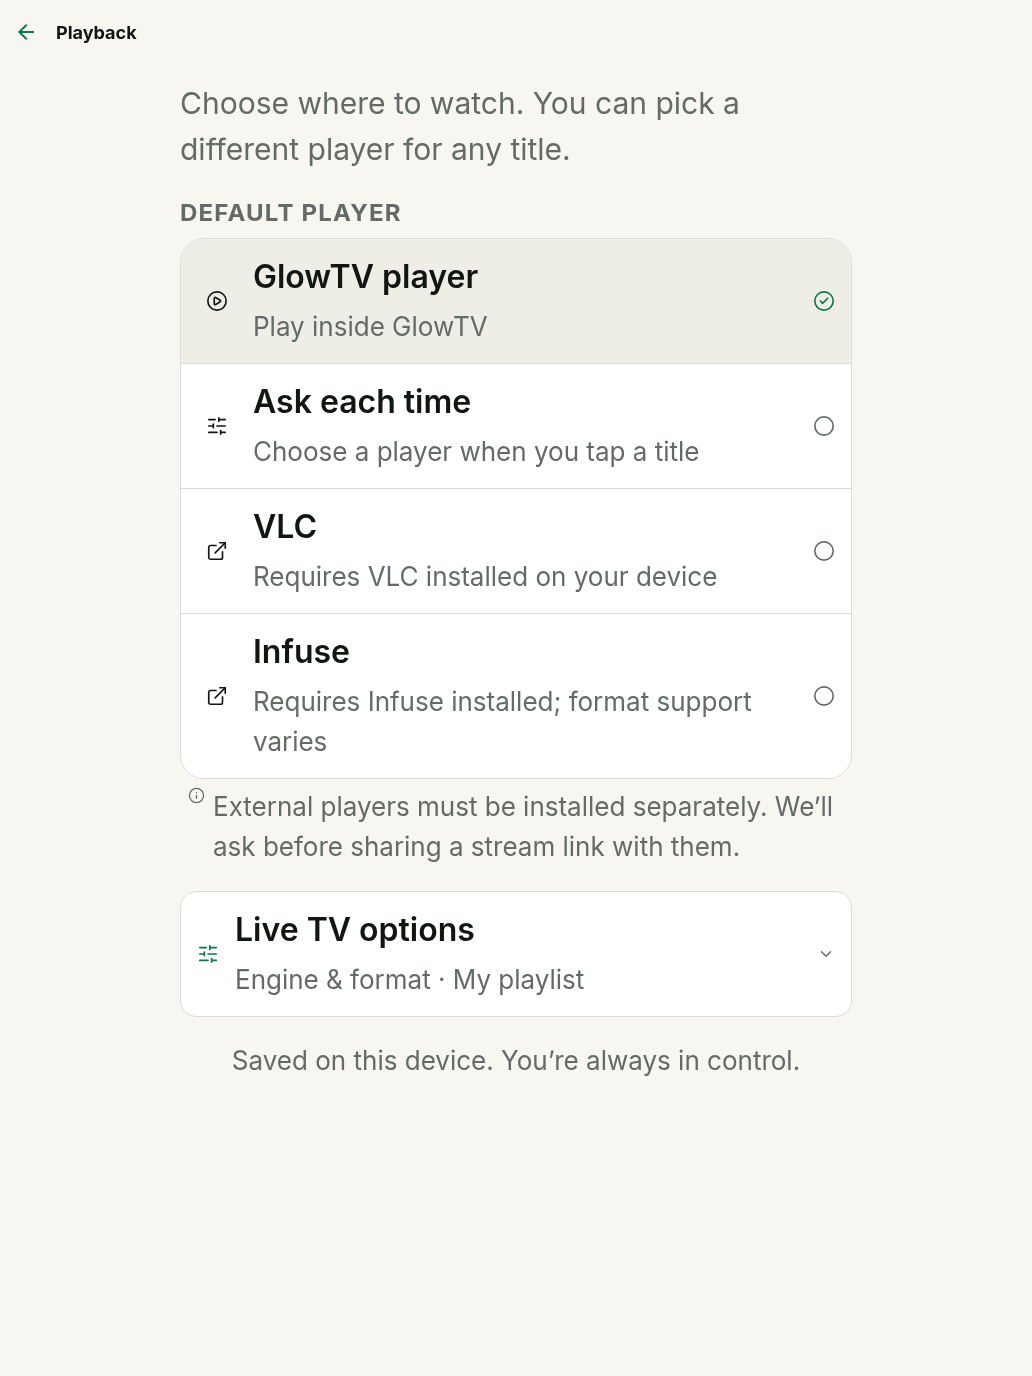 Playback
Choose where to watch. You can pick a
different player for any title.
DEFAULT PLAYER
GlowTV player
Play inside GlowTV
Ask each time
Choose a player when you tap a title
VLC
Requires VLC installed on your device
Infuse
Requires Infuse installed; format support
varies
External players must be installed separately. We’ll
ask before sharing a stream link with them.
Live TV options
Engine & format · My playlist
Saved on this device. You’re always in control.